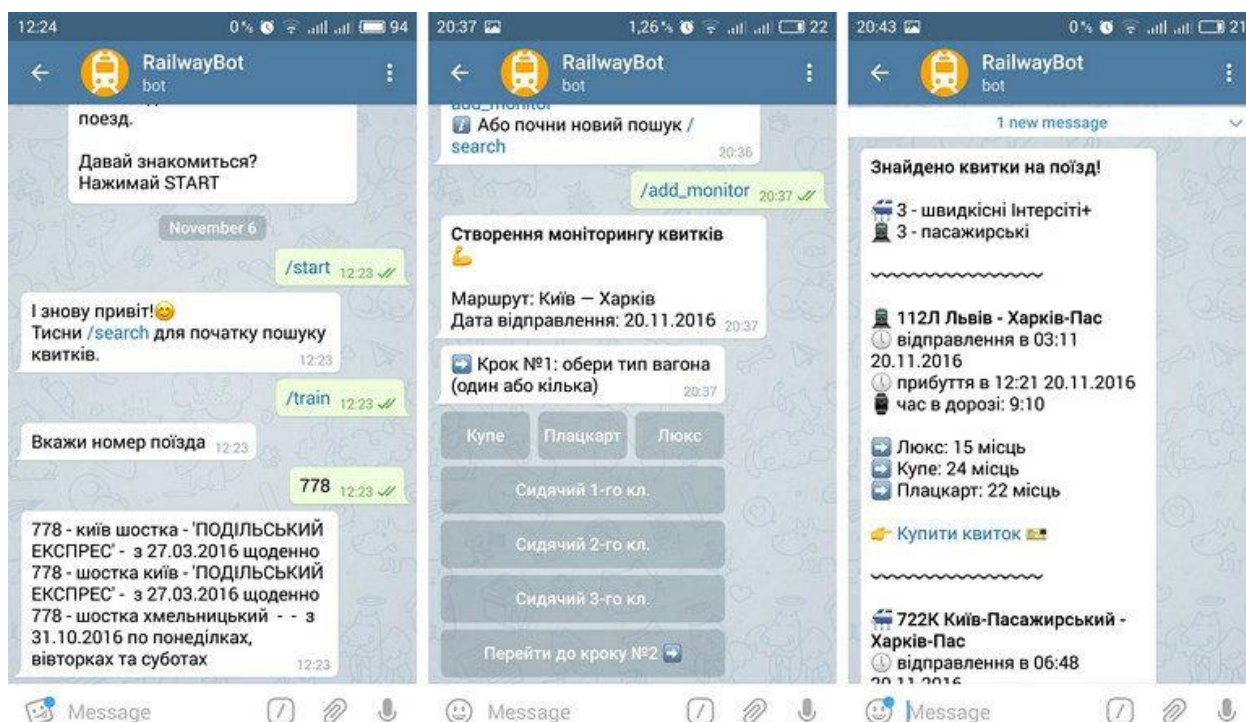 12:24
0%
94
RailwayBot
bot
поезд.
Давай знакомиться?
Нажимай START
November 6
/start 12:23
І знову привіт!
Тисни /search для початку пошуку
квитків.
12:23
/train 12:23
Вкажи номер поїзда 12:23
778 12:23
778 - київ шостка - 'ПОДІЛЬСЬКИЙ
ЕКСПРЕС' - з 27.03.2016 щоденно
778 - шостка київ - 'ПОДІЛЬСЬКИЙ
ЕКСПРЕС' - з 27.03.2016 щоденно
778 - шостка хмельницький - - з
31.10.2016 по понеділках,
вівторках та суботах
12:23
Message
20:37
1,26%
22
RailwayBot
bot
add_monitor
Або почни новий пошук /
search
20:36
/add_monitor 20:37
Створення моніторингу квитків
Маршрут: Київ — Харків
Дата відправлення: 20.11.2016 20:37
Крок №1: обери тип вагона
(один або кілька)
20:37
Купе
Плацкарт
Люкс
Сидячий 1-го кл.
Сидячий 2-го кл.
Сидячий 3-го кл.
Перейти до кроку №2
Message
20:43
0%
21
RailwayBot
bot
1 new message
Знайдено квитки на поїзд!
3 - швидкісні Інтерсіті+
3 - пасажирські
112Л Львів - Харків-Пас
відправлення в 03:11
20.11.2016
прибуття в 12:21 20.11.2016
час в дорозі: 9:10
Люкс: 15 місць
Купе: 24 місць
Плацкарт: 22 місць
Купити квиток
722К Київ-Пасажирський -
Харків-Пас
відправлення в 06:48
20.11.2016
Message